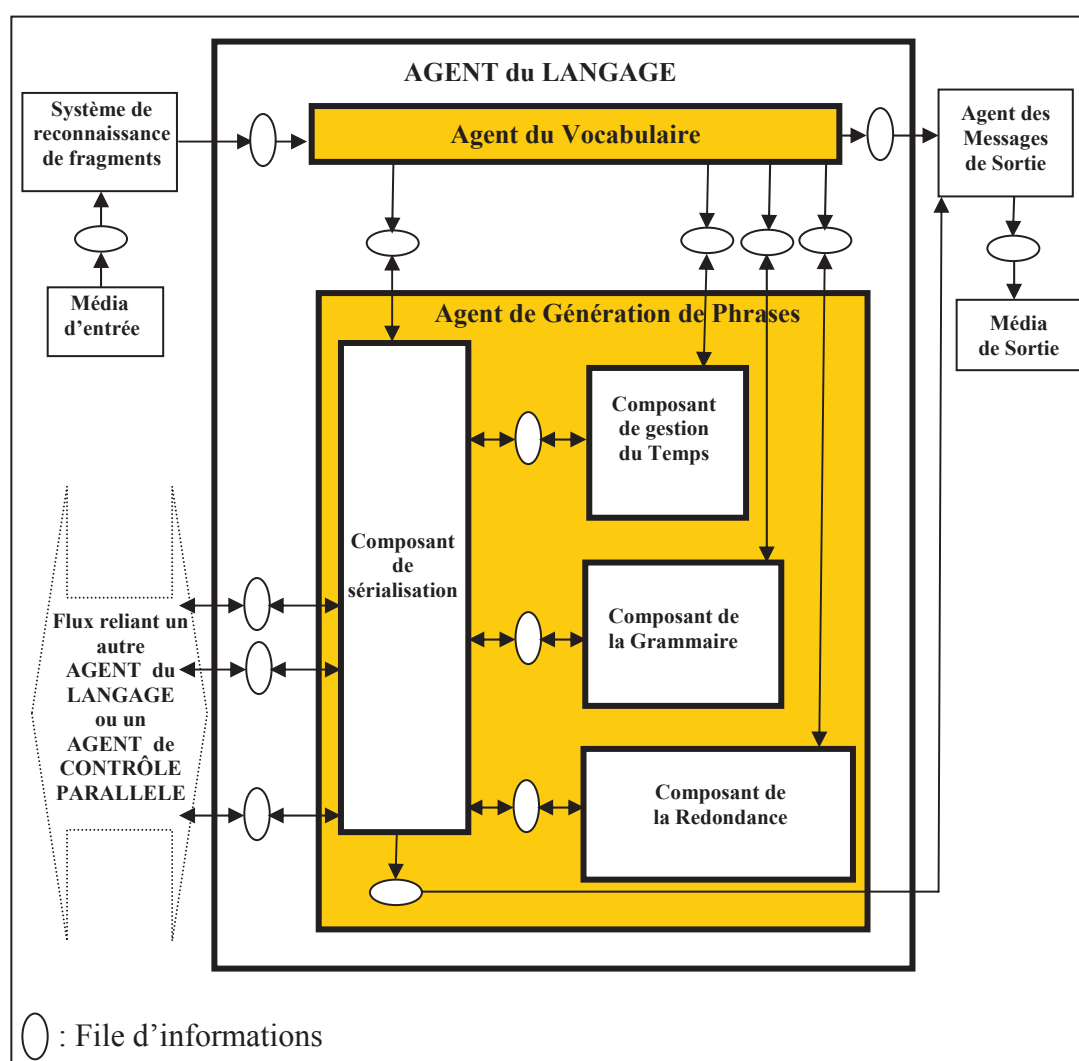 AGENT du LANGAGE
Système de
reconnaissance
de fragments
Agent du Vocabulaire
Agent des
Messages
de Sortie
Média
d'entrée
Média
de Sortie
Agent de Génération de Phrases
Composant
de gestion
du Temps
Composant
de
sérialisation
Composant de
la Grammaire
Composant de
la Redondance
Flux reliant un
autre
AGENT du
LANGAGE
ou un
AGENT de
CONTRÔLE
PARALLELE
: File d'informations